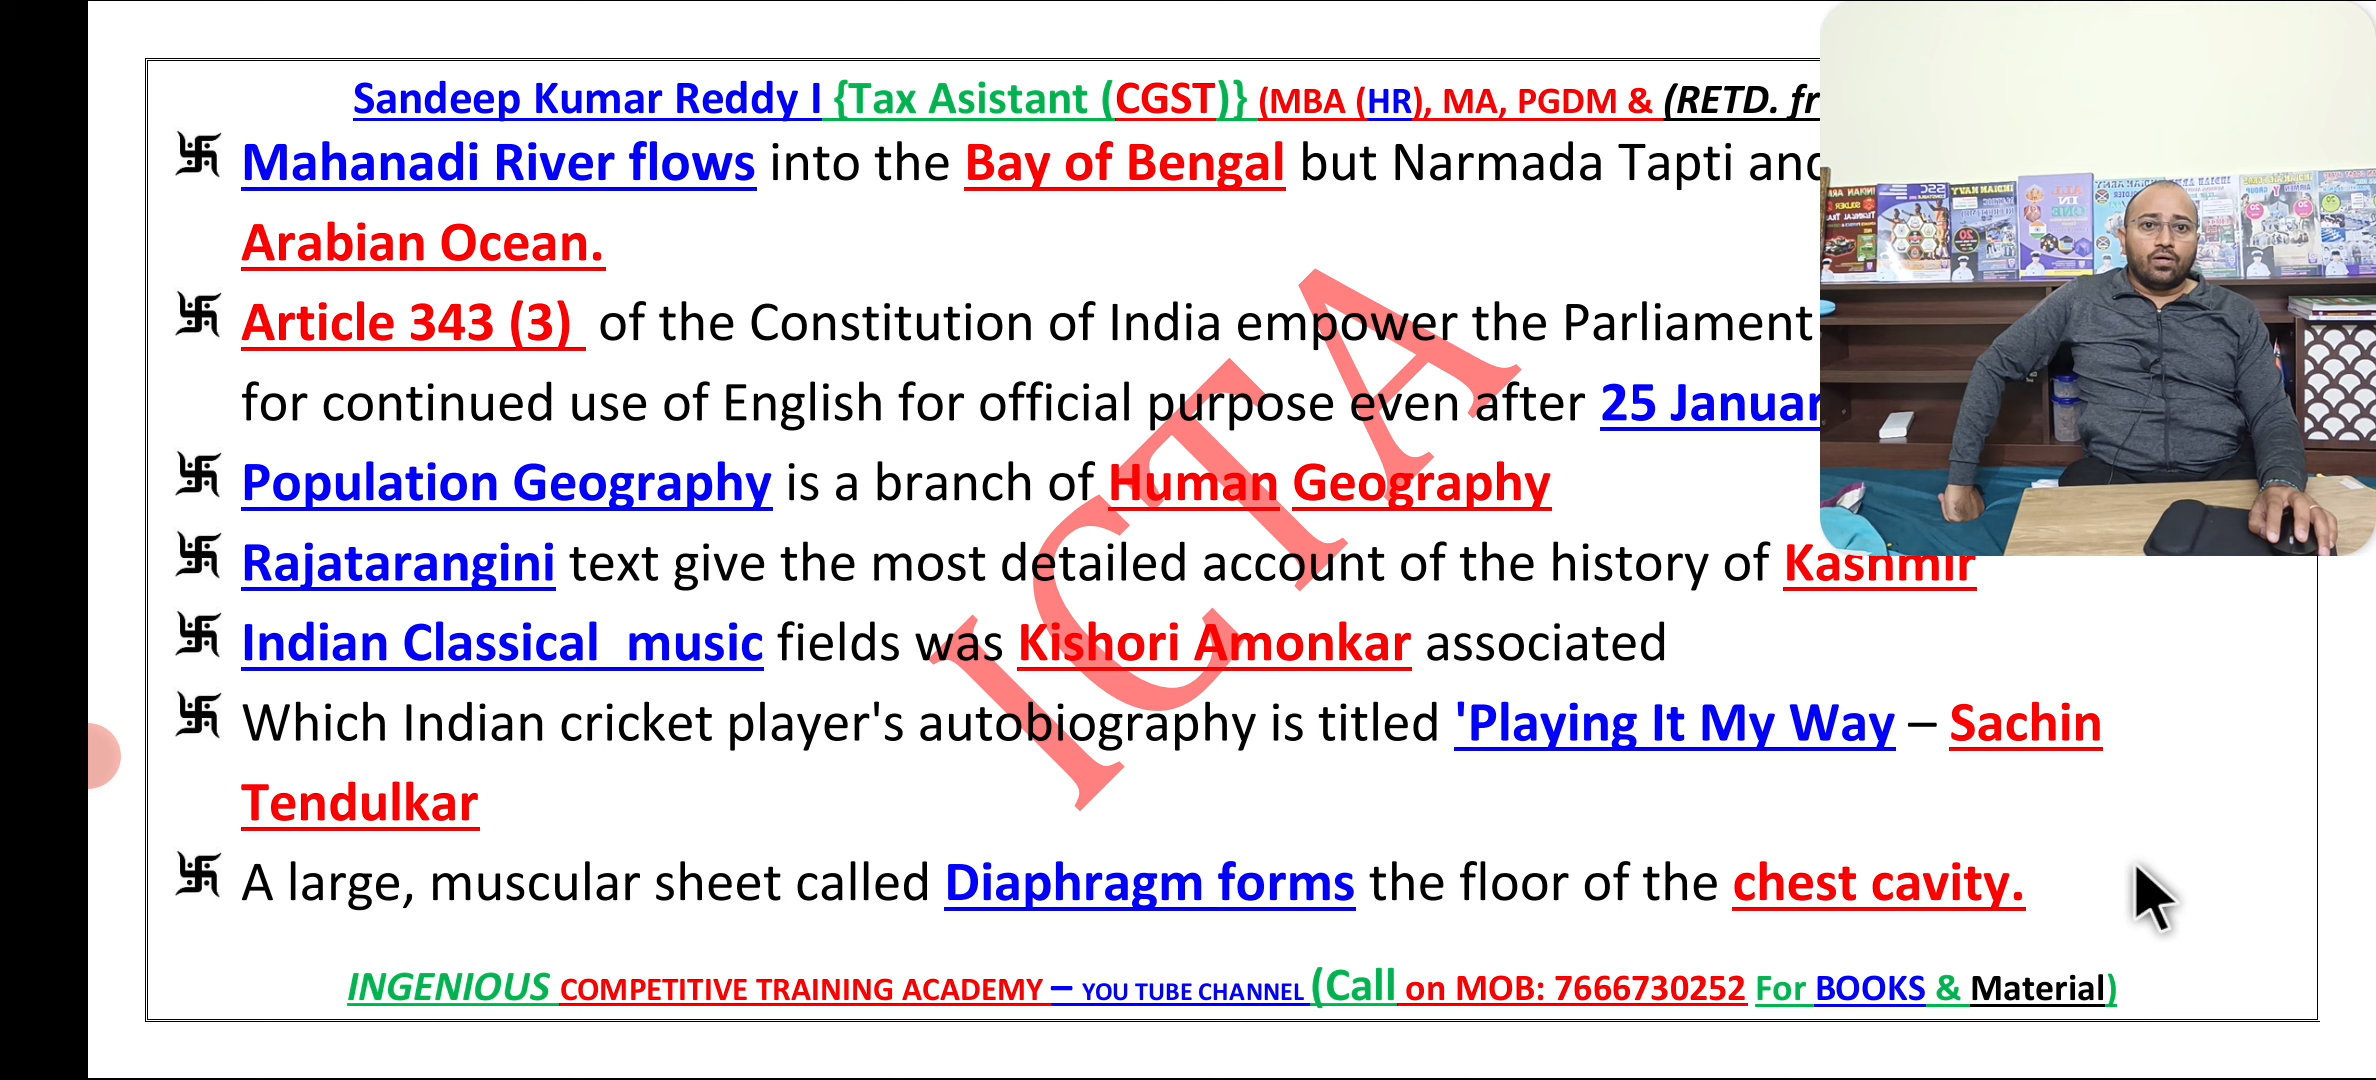 Sandeep Kumar Reddy I {Tax Asistant (CGST)} (MBA (HR), MA, PGDM & (RETD.
Mahanadi River flows into the Bay of Bengal but Narmada Tapti and
Arabian Ocean.
Article 343 (3) of the Constitution of India empower the Parliament
for continued use of English for official purpose even after 25
Population Geography is a branch of Human Geography
Rajatarangini text give the most detailed account of the history of Kashmir
Indian Classical music fields was Kishori Amonkar associated
Which Indian cricket player's autobiography is titled 'Playing It My Way – Sachin
Tendulkar
A large, muscular sheet called Diaphragm forms the floor of the chest cavity.
ICTA
INGENIOUS COMPETITIVE TRAINING ACADEMY – YOU TUBE CHANNEL (Call on MOB: 7666730252 For BOOKS & Material)